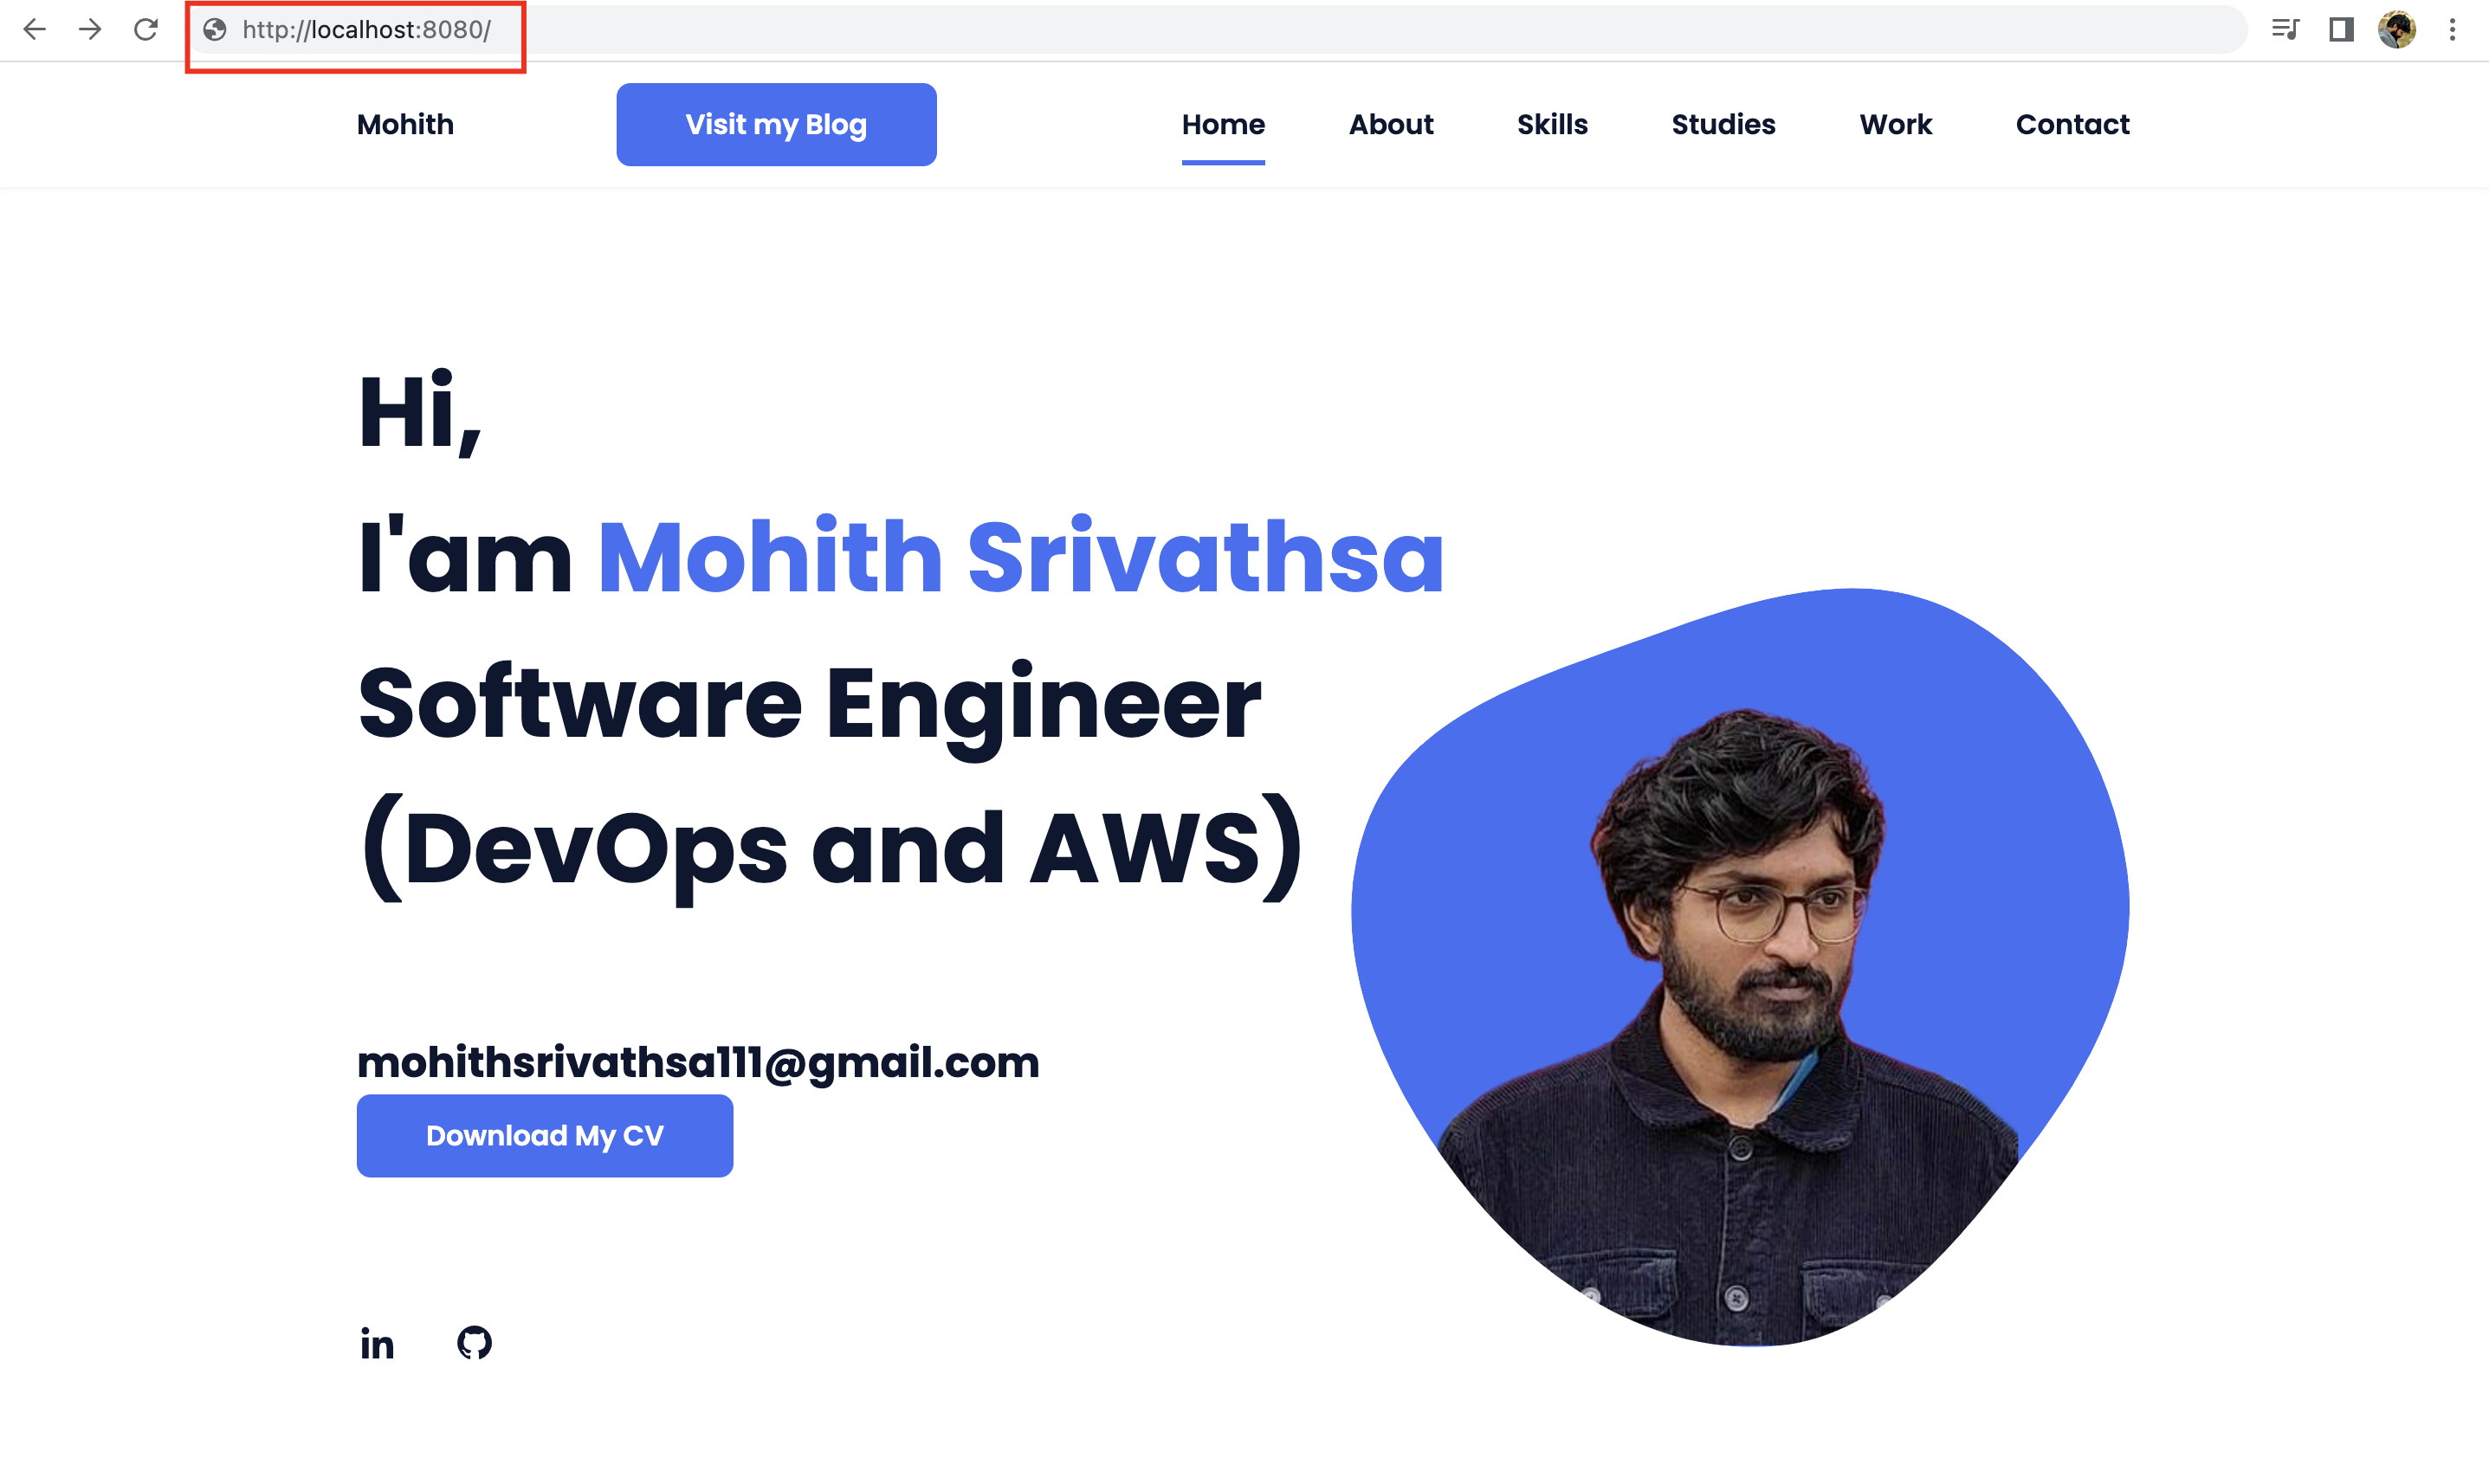 http://localhost:8080/
Mohith
Visit my Blog
Home
About
Skills
Studies
Work
Contact
Hi,
I'am Mohith Srivathsa
Software Engineer
(DevOps and AWS)
mohithsrivathsa111@gmail.com
Download My CV
in